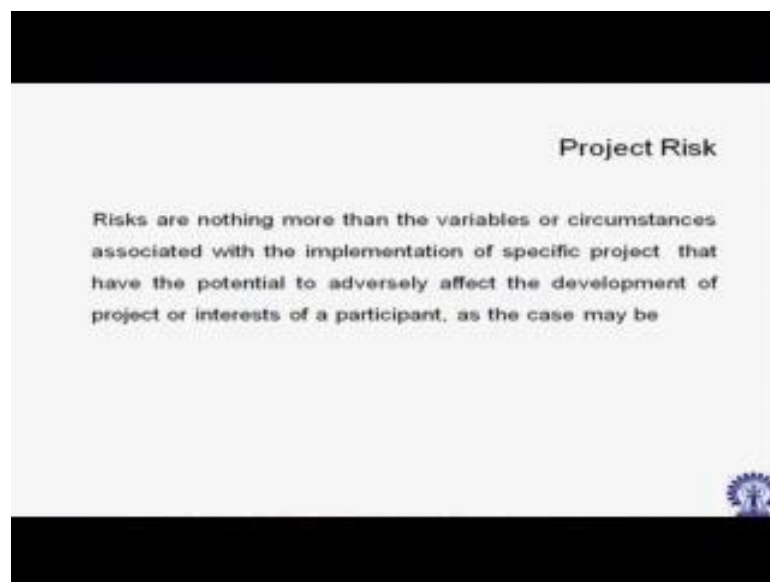 Project Risk
Risks are nothing more than the variables or circumstances
associated with the implementation of specific project that
have the potential to adversely affect the development of
project or interests of a participant, as the case may be